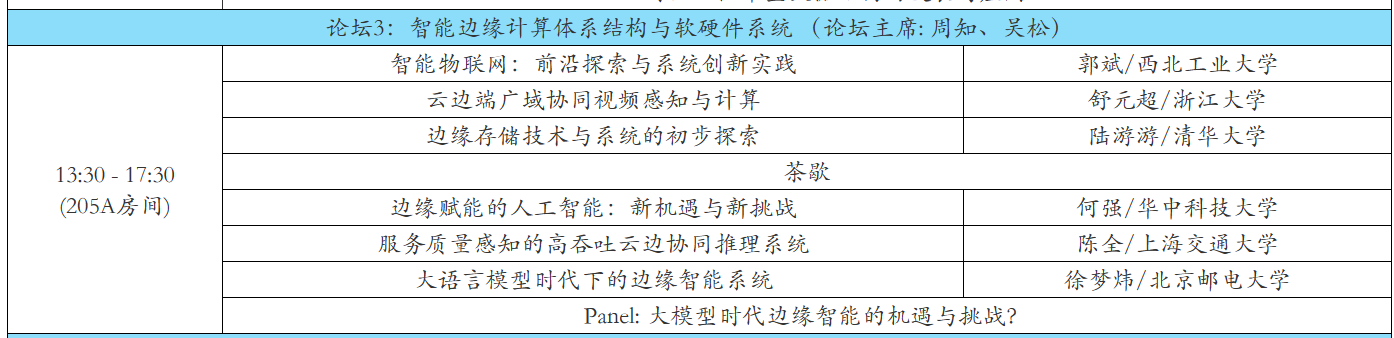 论坛3：智能边缘计算体系结构与软硬件系统 （论坛主席: 周知、吴松）
智能物联网：前沿探索与系统创新实践 郭斌/西北工业大学
云边端广域协同视频感知与计算 舒元超/浙江大学
边缘存储技术与系统的初步探索 陆游游/清华大学
茶歇
13:30 - 17:30
(205A房间)
边缘赋能的人工智能：新机遇与新挑战 何强/华中科技大学
服务质量感知的高吞吐云边协同推理系统 陈全/上海交通大学
大语言模型时代下的边缘智能系统 徐梦炜/北京邮电大学
Panel: 大模型时代边缘智能的机遇与挑战?